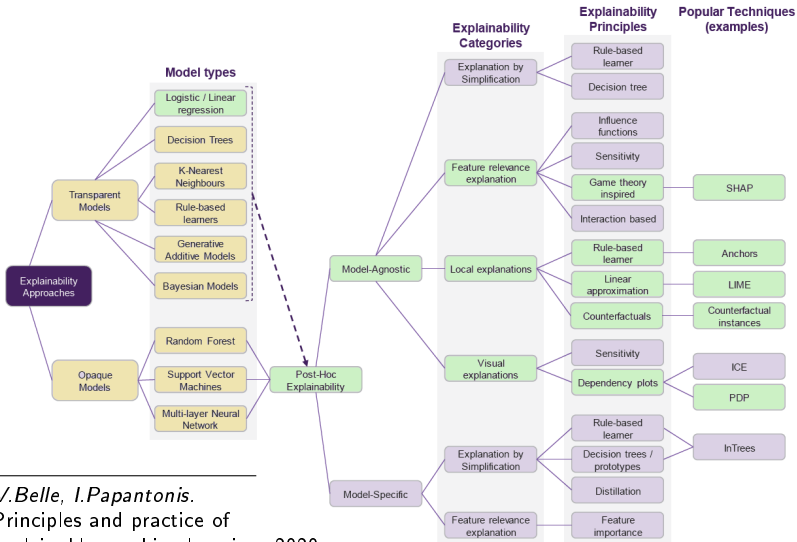 Explainability
Categories
Explainability
Principles
Popular Techniques
(examples)
Model types
Explainability
Approaches
Transparent
Models
Opaque
Models
Logistic / Linear
regression
Decision Trees
K-Nearest
Neighbours
Rule-based
learners
Generative
Additive Models
Bayesian Models
Random Forest
Support Vector
Machines
Multi-layer Neural
Network
Post-Hoc
Explainability
Model-Agnostic
Model-Specific
Explanation by
Simplification
Feature relevance
explanation
Local explanations
Visual
explanations
Explanation by
Simplification
Feature relevance
explanation
Rule-based
learner
Decision tree
Influence
functions
Sensitivity
Game theory
inspired
Interaction based
Rule-based
learner
Linear
approximation
Counterfactuals
Sensitivity
Dependency plots
Rule-based
learner
Decision trees /
prototypes
Distillation
Feature
importance
SHAP
Anchors
LIME
Counterfactual
instances
ICE
PDP
InTrees
V.Belle, I.Papantonis.
Principles and practice of